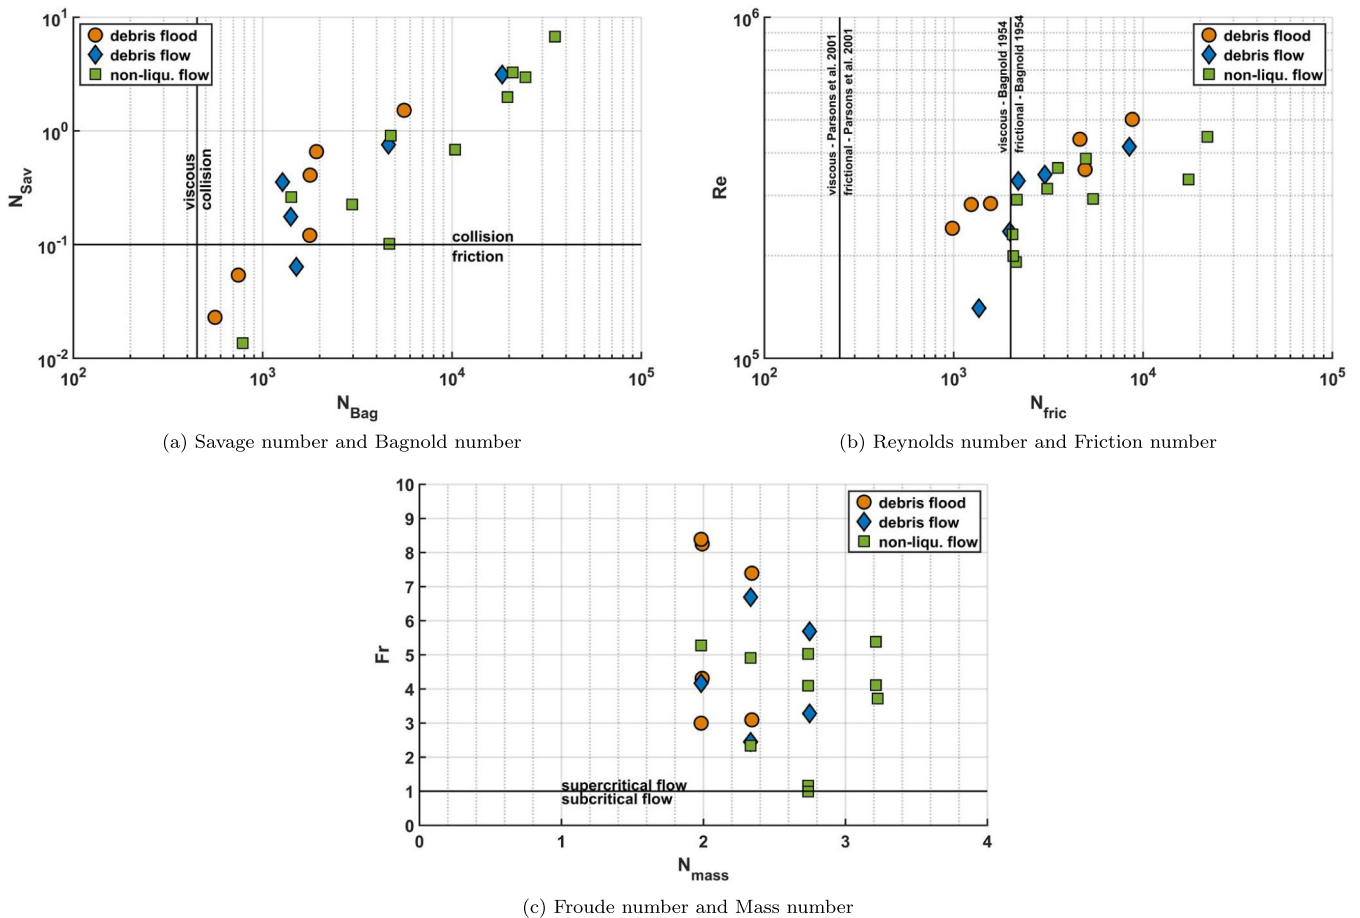 10^1
10^0
10^-1
10^-2
N_Sav
debris flood
debris flow
non-liqu. flow
viscous
collision
collision
friction
10^2
10^3
10^4
10^5
N_Bag
(a) Savage number and Bagnold number
10^6
10^5
Re
viscous - Parsons et al. 2001
frictional - Parsons et al. 2001
viscous - Bagnold 1954
frictional - Bagnold 1954
debris flood
debris flow
non-liqu. flow
10^2
10^3
10^4
10^5
N_fric
(b) Reynolds number and Friction number
10
9
8
7
6
5
4
3
2
1
0
Fr
debris flood
debris flow
non-liqu. flow
supercritical flow
subcritical flow
0
1
2
3
4
N_mass
(c) Froude number and Mass number